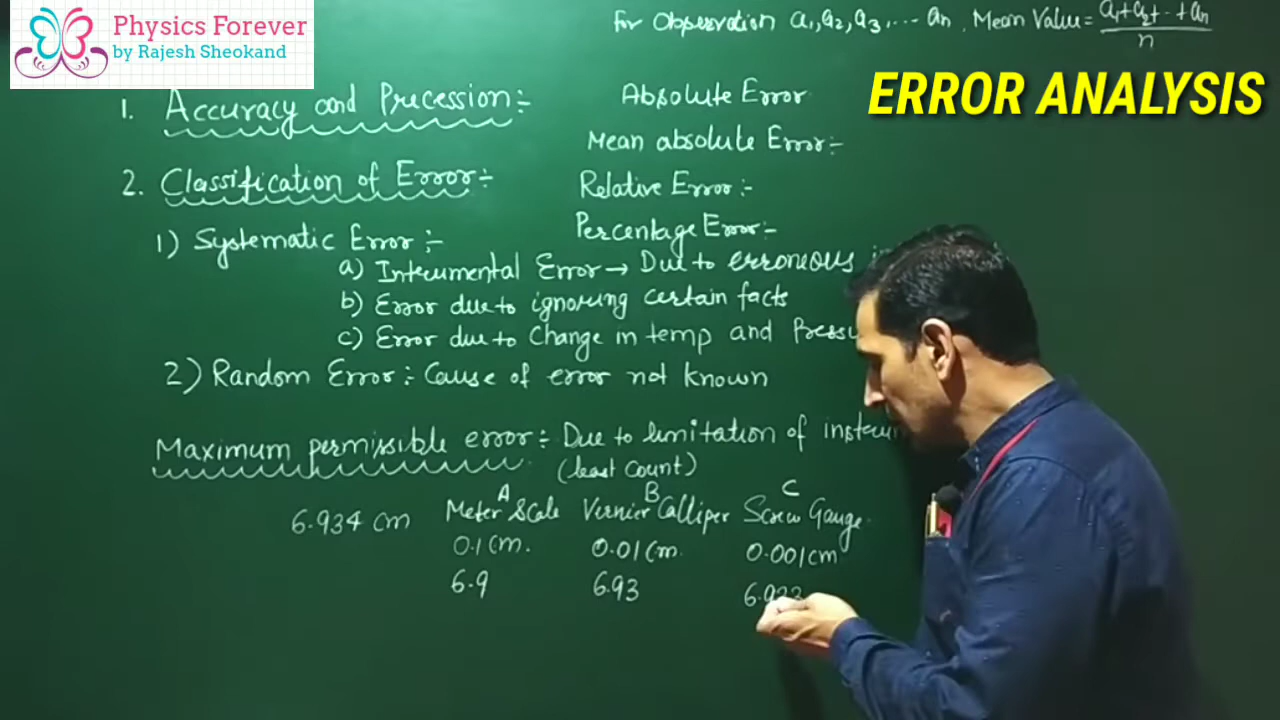 Physics Forever
by Rajesh Sheokand
For Observation a₁, a₂, a₃, .... aₙ. Mean Value = a₁+a₂+..+aₙ / n
ERROR ANALYSIS
1. Accuracy and Precession:-
Absolute Error
Mean absolute Error:-
2. Classification of Error:-
Relative Error:-
Percentage Error:-
1) Systematic Error:-
a) Intrumental Error → Due to erroneous
b) Error due to ignoring certain facts
c) Error due to Change in temp and
2) Random Error:- Cause of error not known
Maximum permissible error:- Due to limitation of
(least Count)
A B C
6.934 cm Meter Scale Vernier Calliper Screw Gauge
0.1 cm. 0.01 cm. 0.001 cm
6.9 6.93